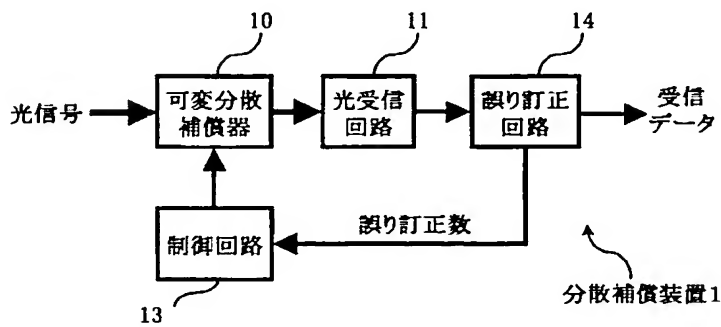 10
11
14
光信号
可変分散
補償器
光受信
回路
誤り訂正
回路
受信
データ
制御回路
誤り訂正数
13
分散補償装置1